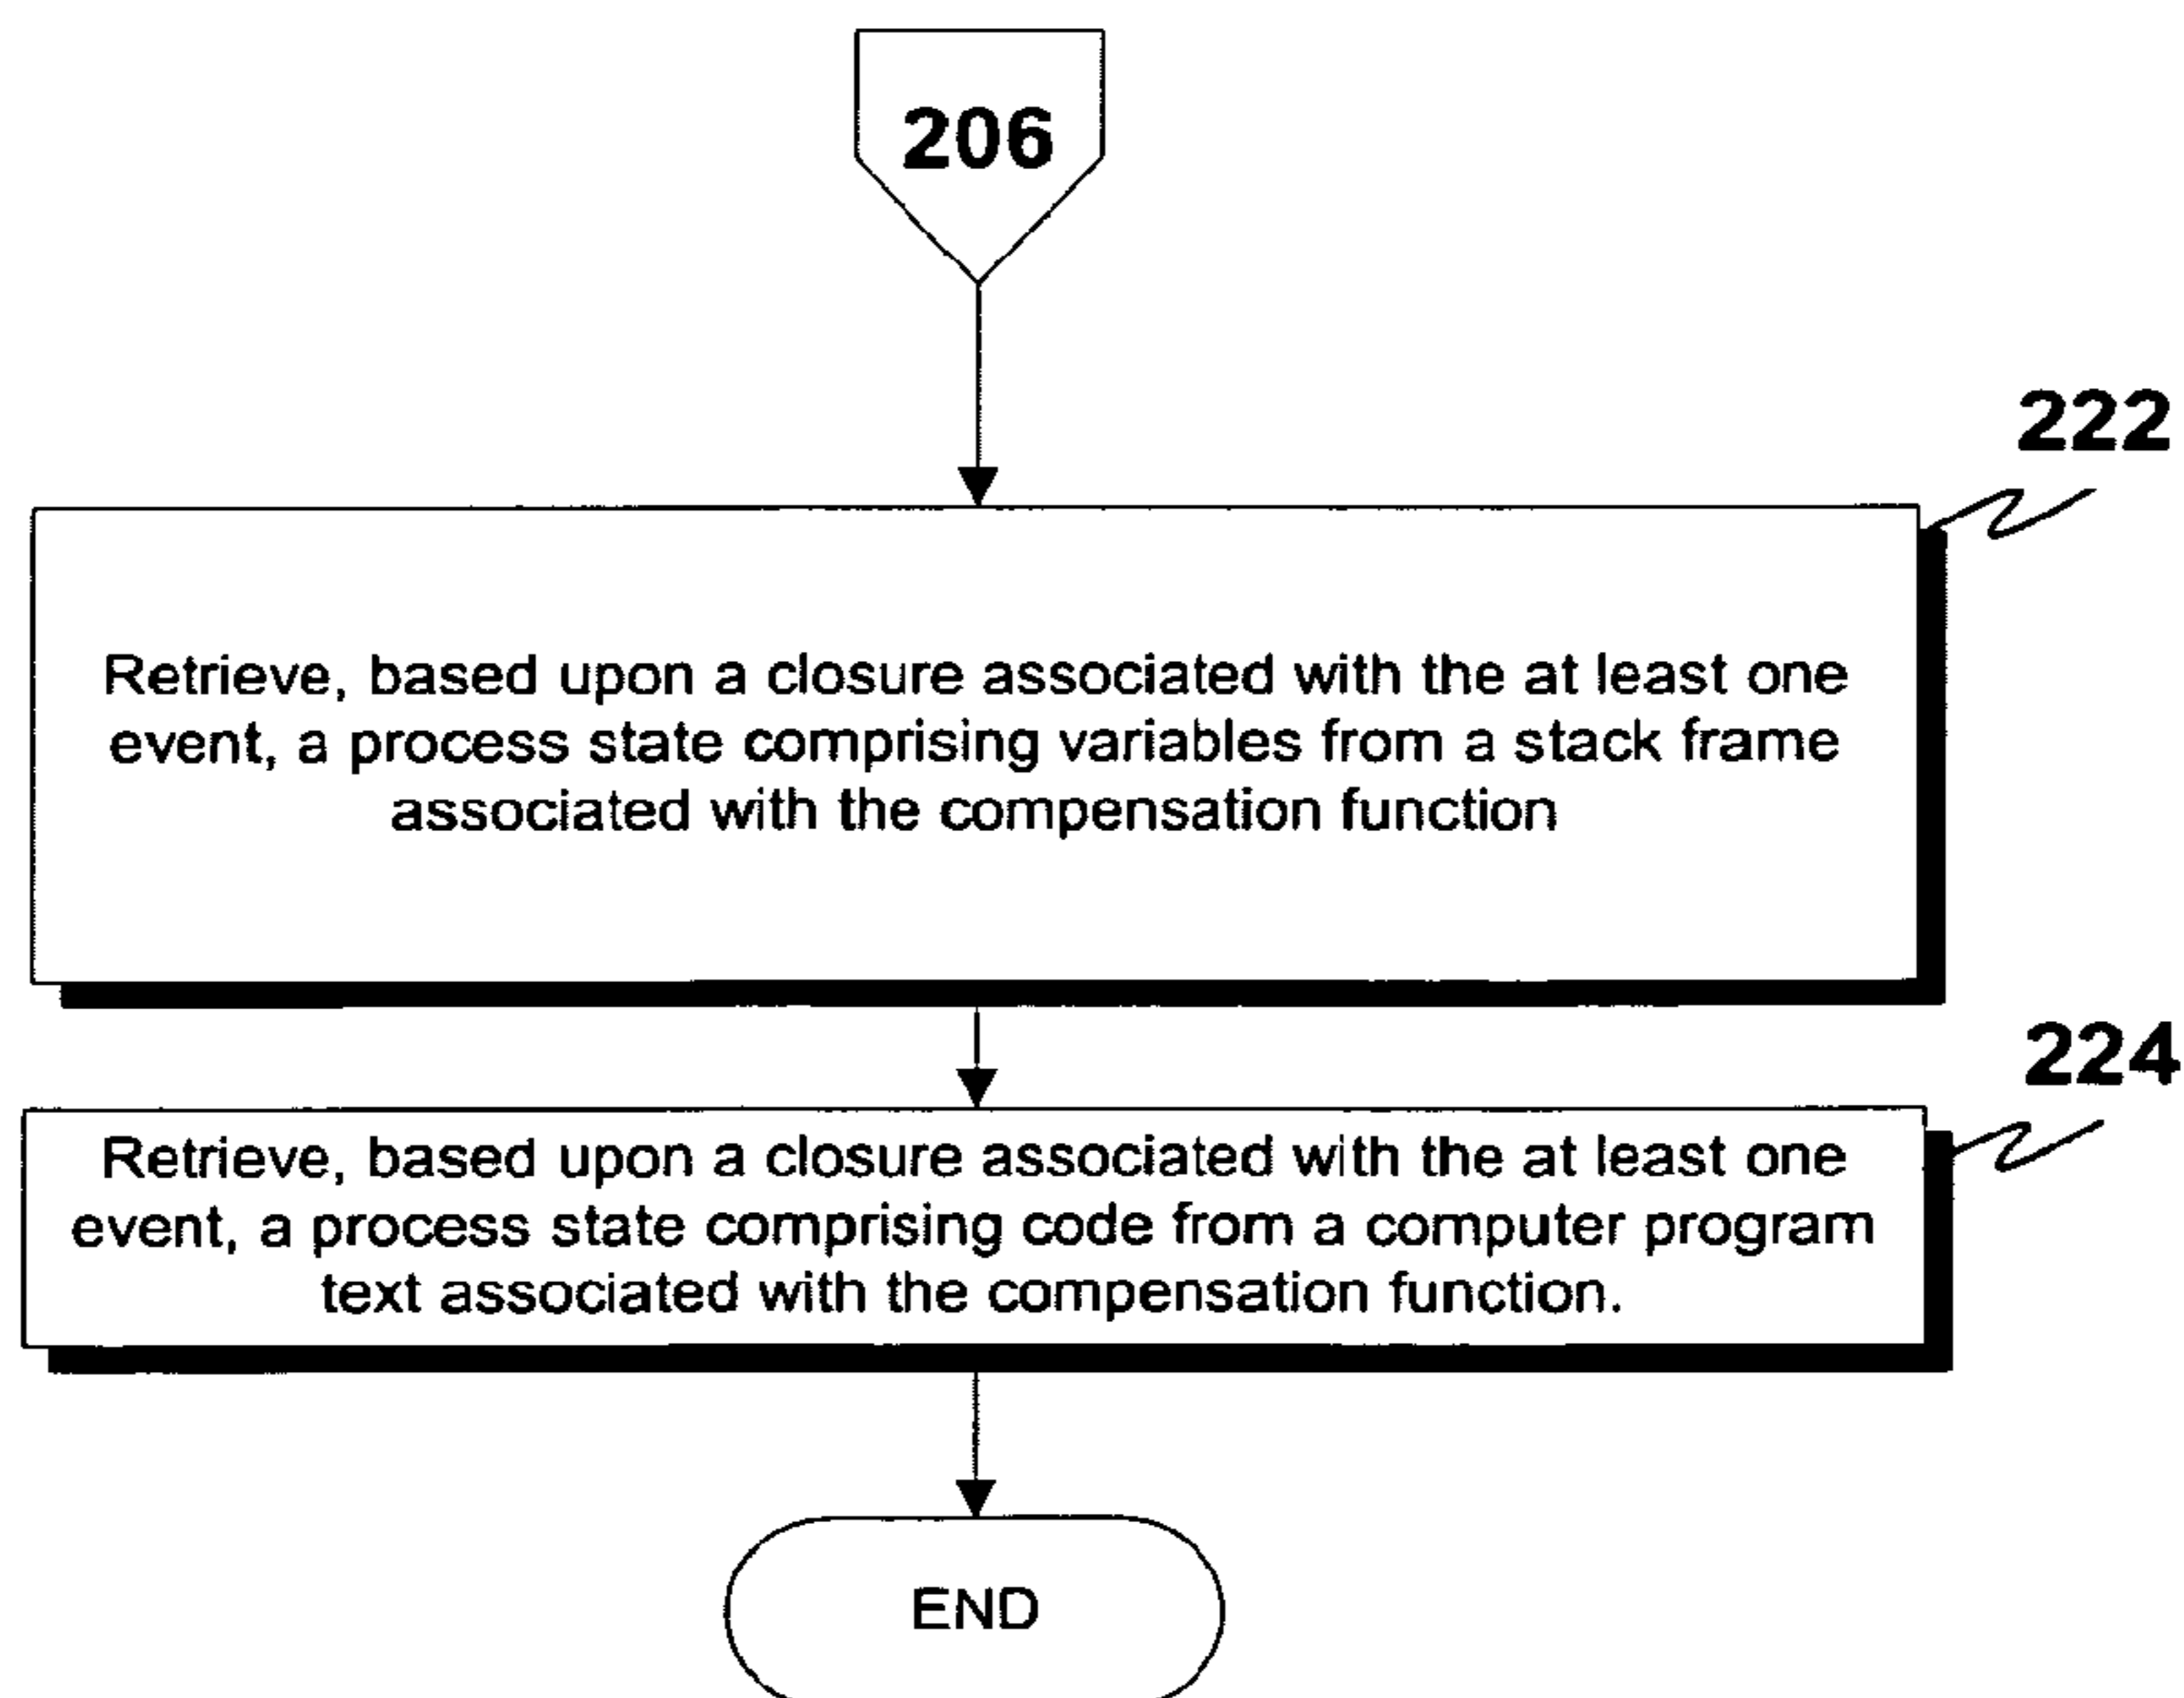 206
222
Retrieve, based upon a closure associated with the at least one
event, a process state comprising variables from a stack frame
associated with the compensation function
224
Retrieve, based upon a closure associated with the at least one
event, a process state comprising code from a computer program
text associated with the compensation function.
END